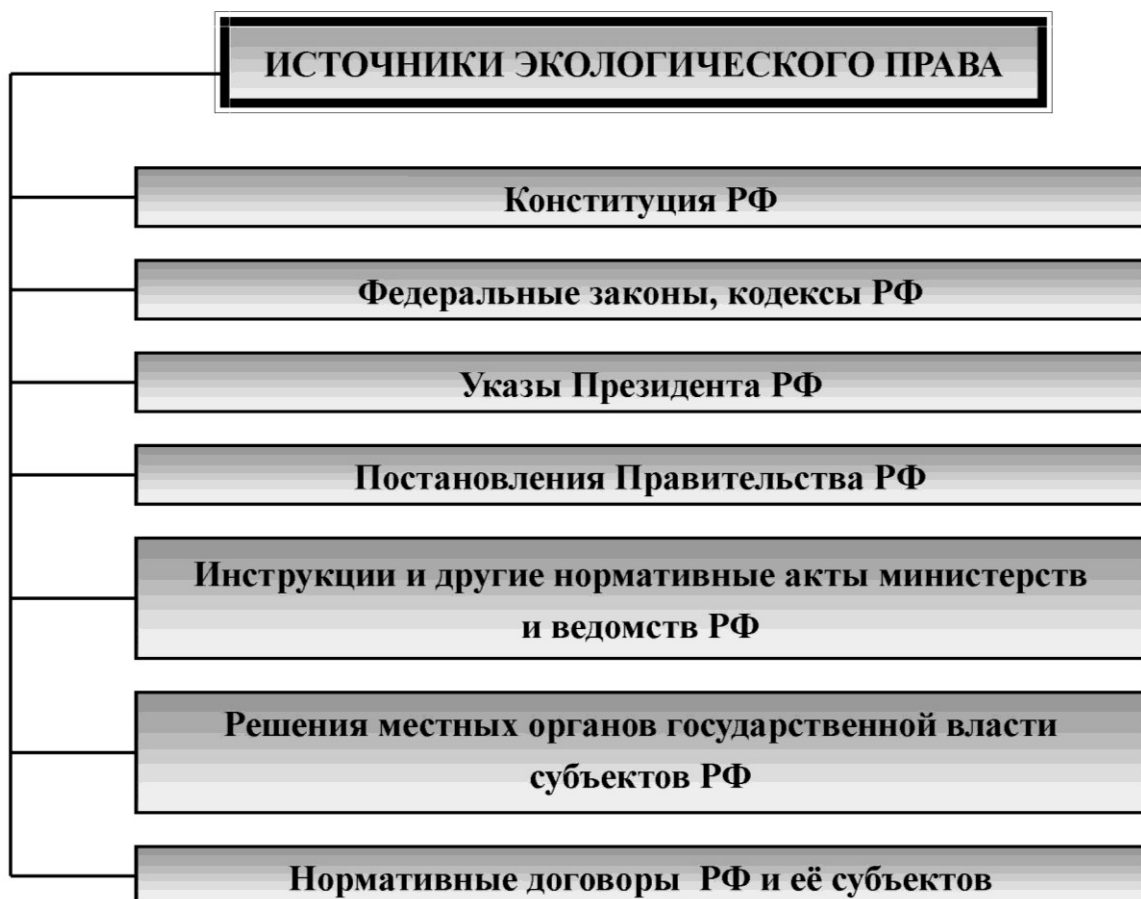 ИСТОЧНИКИ ЭКОЛОГИЧЕСКОГО ПРАВА
Конституция РФ
Федеральные законы, кодексы РФ
Указы Президента РФ
Постановления Правительства РФ
Инструкции и другие нормативные акты министерств
и ведомств РФ
Решения местных органов государственной власти
субъектов РФ
Нормативные договоры РФ и её субъектов